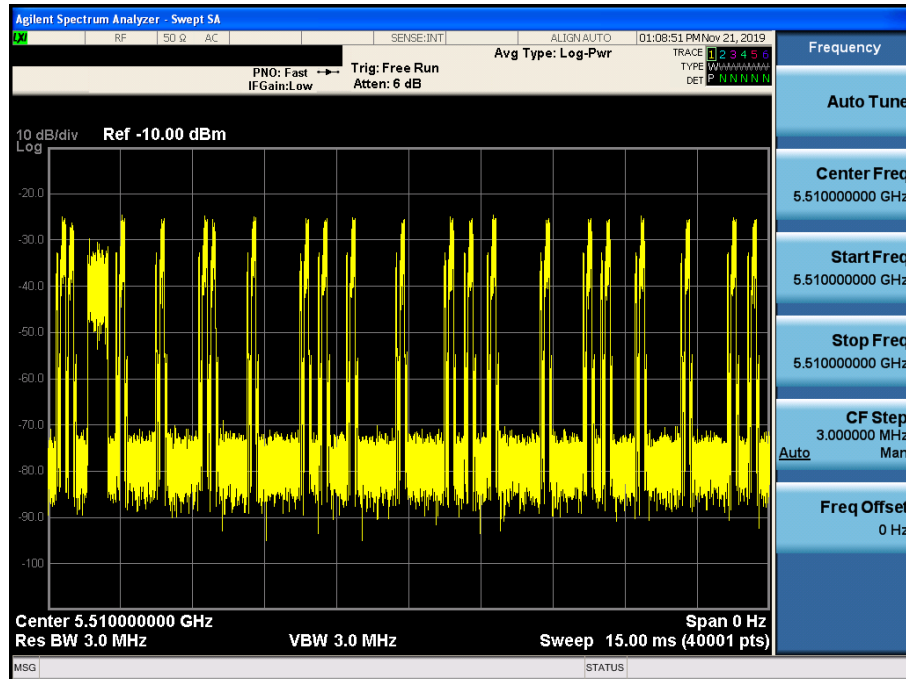 Agilent Spectrum Analyzer - Swept SA
LXI RF 50 Ω AC SENSE:INT ALIGN AUTO 01:08:51 PM Nov 21, 2019
Frequency
Avg Type: Log-Pwr
TRACE 1 2 3 4 5 6
PNO: Fast
Trig: Free Run
TYPE
IFGain:Low
Atten: 6 dB
DET P N N N N N
Auto Tune
10 dB/div Ref -10.00 dBm
Log
-20.0
-30.0
-40.0
-50.0
-60.0
-70.0
-80.0
-90.0
-100
Center Freq
5.510000000 GHz
Start Freq
5.510000000 GHz
Stop Freq
5.510000000 GHz
CF Step
3.000000 MHz
Auto Man
Freq Offset
0 Hz
Center 5.510000000 GHz Span 0 Hz
Res BW 3.0 MHz VBW 3.0 MHz Sweep 15.00 ms (40001 pts)
MSG STATUS